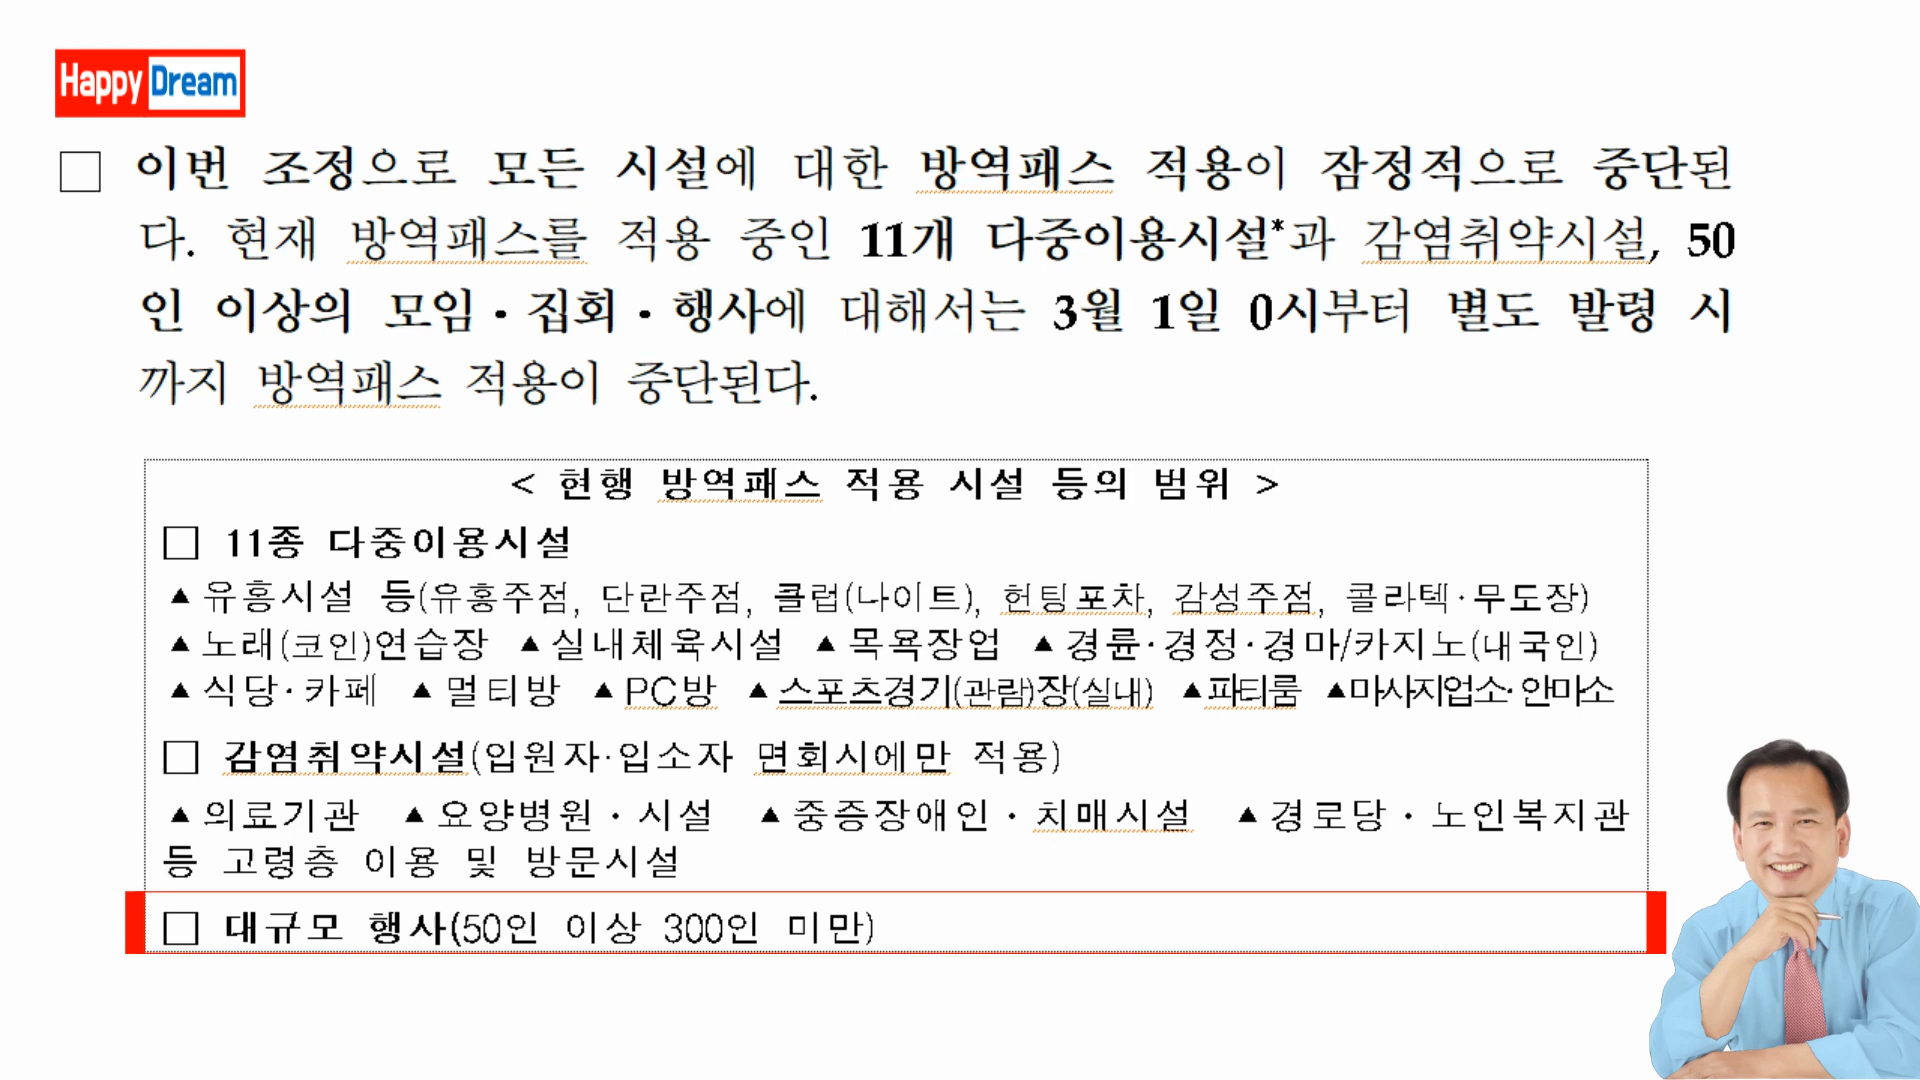 Happy Dream
□ 이번 조정으로 모든 시설에 대한 방역패스 적용이 잠정적으로 중단된
다. 현재 방역패스를 적용 중인 11개 다중이용시설*과 감염취약시설, 50
인 이상의 모임·집회·행사에 대해서는 3월 1일 0시부터 별도 발령 시
까지 방역패스 적용이 중단된다.
< 현행 방역패스 적용 시설 등의 범위 >
□ 11종 다중이용시설
▲유흥시설 등(유흥주점, 단란주점, 클럽(나이트), 헌팅포차, 감성주점, 콜라텍·무도장)
▲노래(코인)연습장 ▲실내체육시설 ▲목욕장업 ▲경륜·경정·경마/카지노(내국인)
▲식당·카페 ▲멀티방 ▲PC방 ▲스포츠경기(관람)장(실내) ▲파티룸 ▲마사지업소·안마소
□ 감염취약시설(입원자·입소자 면회시에만 적용)
▲의료기관 ▲요양병원·시설 ▲중증장애인·치매시설 ▲경로당·노인복지관
등 고령층 이용 및 방문시설
□ 대규모 행사(50인 이상 300인 미만)